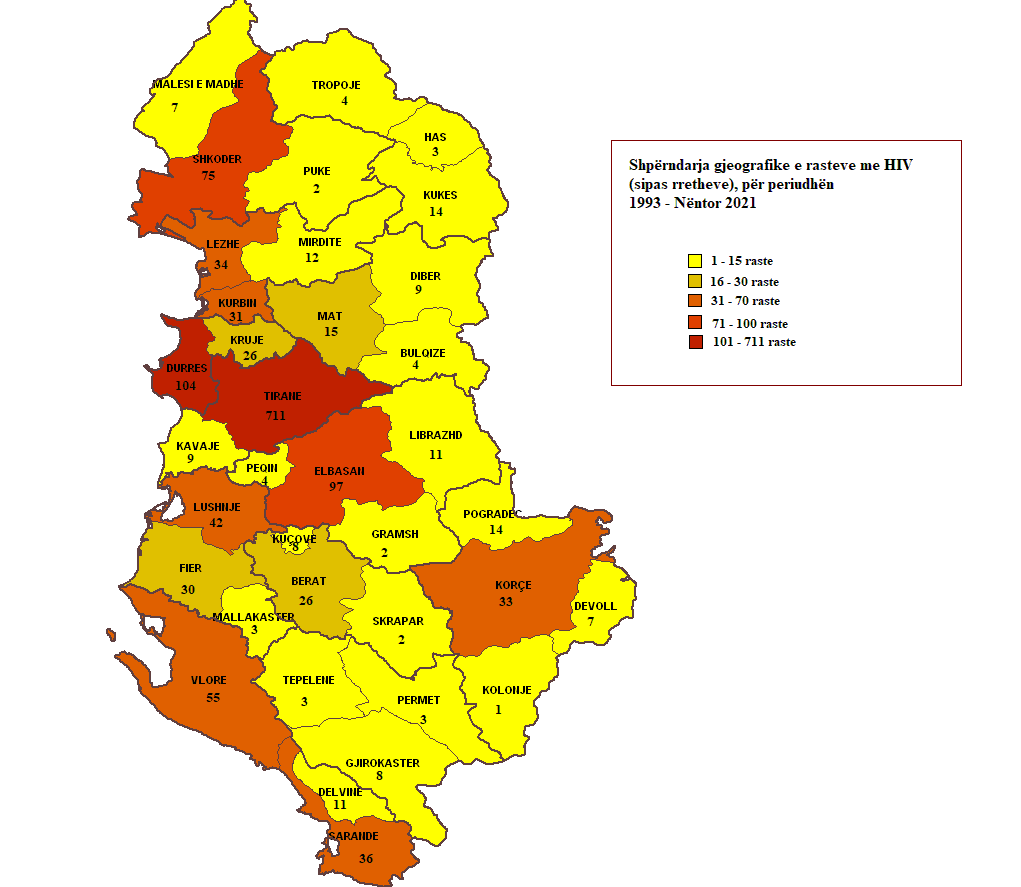 MALESI E MADHE
7
TROPOJE
4
HAS
3
SHKODER
75
PUKE
2
KUKES
14
LEZHE
34
MIRDITE
12
DIBER
9
KURBIN
31
MAT
15
KRUJE
26
BULQIZE
4
DURRES
104
TIRANE
711
LIBRAZHD
11
KAVAJE
9
PEQIN
4
ELBASAN
97
LUSHNJE
42
POGRADEC
14
GRAMSH
2
KUÇOVË
8
FIER
30
BERAT
26
KORÇE
33
DEVOLL
7
MALLAKASTER
3
SKRAPAR
2
VLORE
55
TEPELENE
3
PERMET
3
KOLONJE
1
GJIROKASTER
8
DELVINË
11
SARANDE
36
Shpërndarja gjeografike e rasteve me HIV
(sipas rretheve), për periudhën
1993 - Nëntor 2021
1 - 15 raste
16 - 30 raste
31 - 70 raste
71 - 100 raste
101 - 711 raste